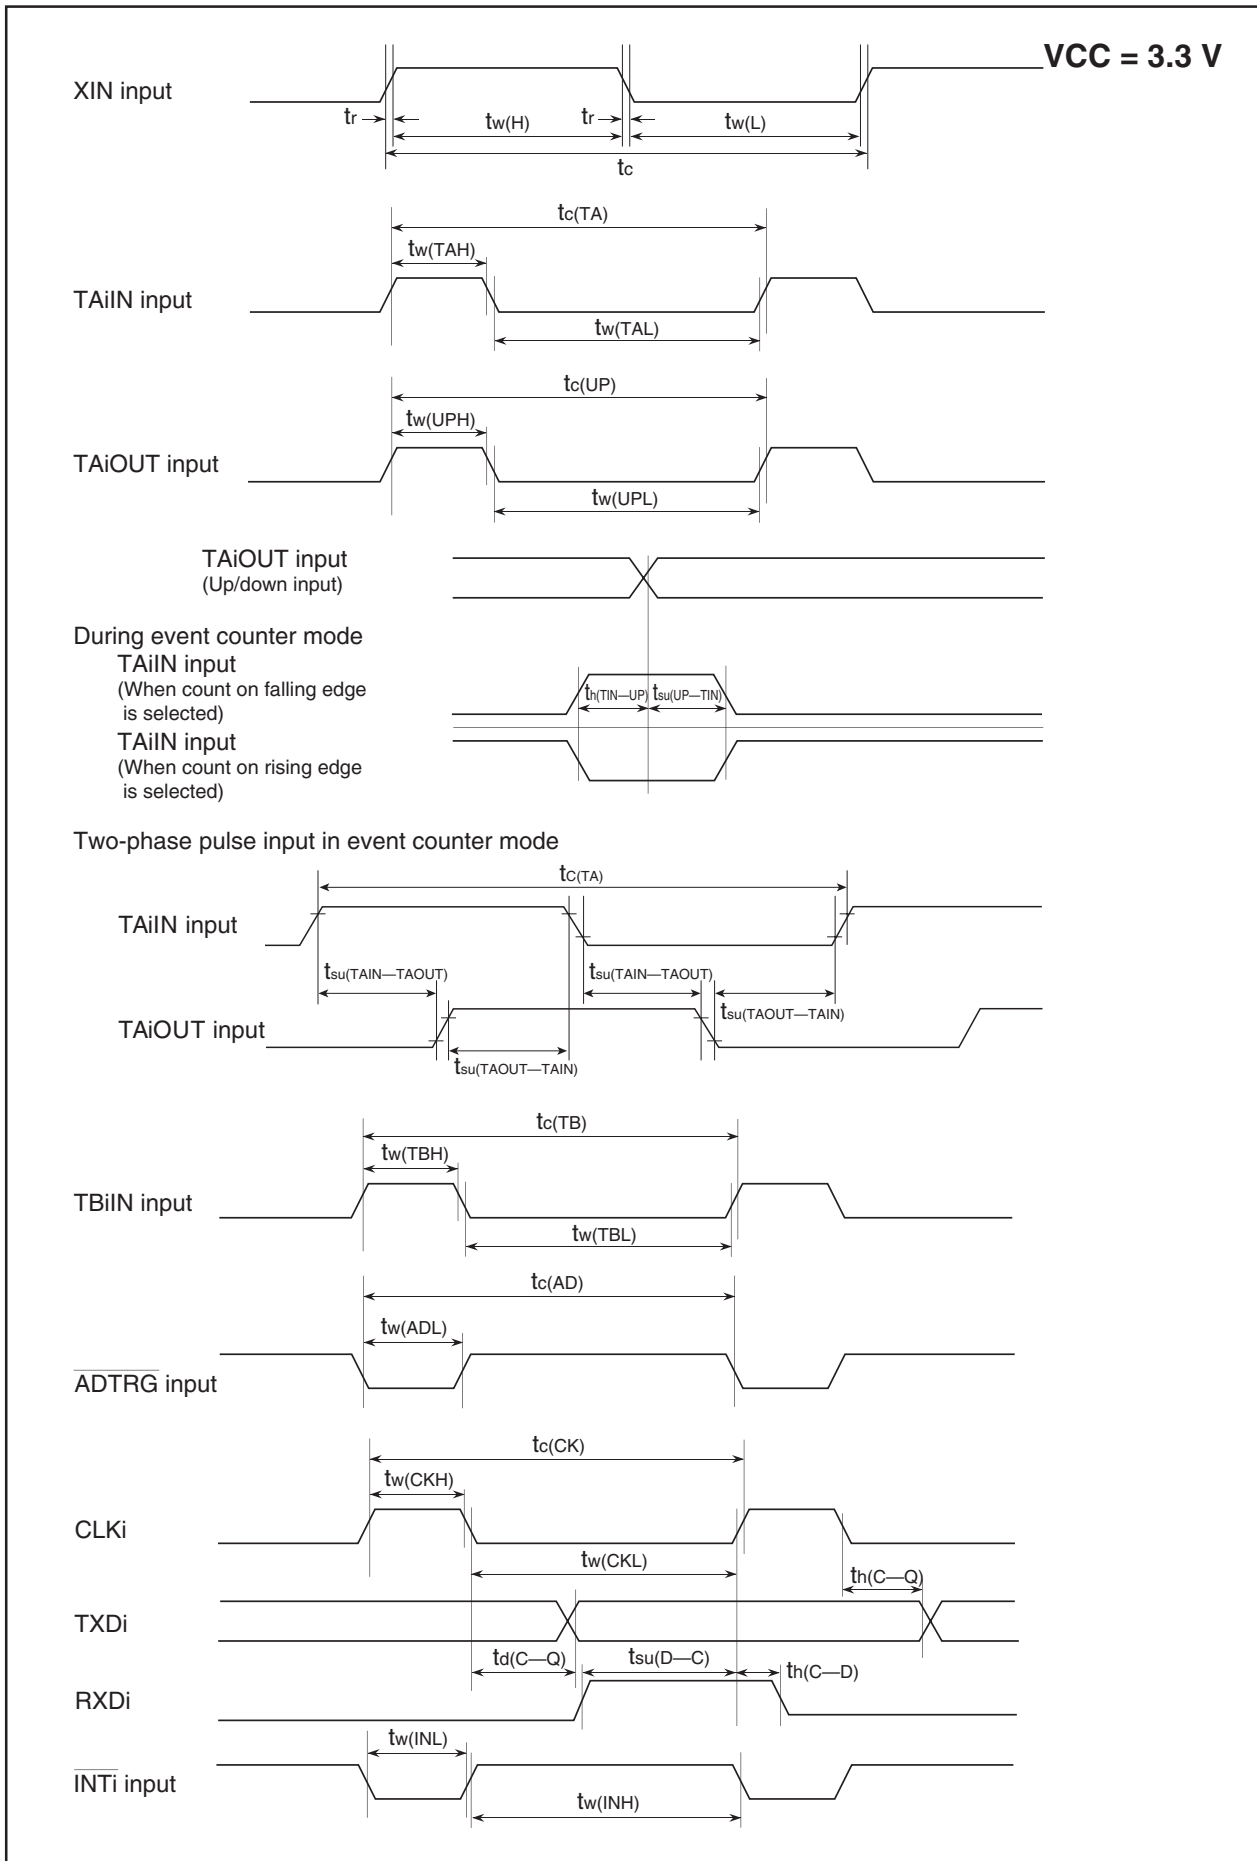 VCC = 3.3 V
XIN input
tr
tw(H)
tr
tw(L)
tc
tc(TA)
tw(TAH)
TAiIN input
tw(TAL)
tc(UP)
tw(UPH)
TAiOUT input
tw(UPL)
TAiOUT input
(Up/down input)
During event counter mode
TAiIN input
(When count on falling edge
is selected)
th(TIN—UP)
tsu(UP—TIN)
TAiIN input
(When count on rising edge
is selected)
Two-phase pulse input in event counter mode
tC(TA)
TAiIN input
tsu(TAIN—TAOUT)
tsu(TAIN—TAOUT)
tsu(TAOUT—TAIN)
TAiOUT input
tsu(TAOUT—TAIN)
tc(TB)
tw(TBH)
TBiIN input
tw(TBL)
tc(AD)
tw(ADL)
ADTRG input
tc(CK)
tw(CKH)
CLKi
tw(CKL)
th(C—Q)
TXDi
td(C—Q)
tsu(D—C)
th(C—D)
RXDi
tw(INL)
INTi input
tw(INH)